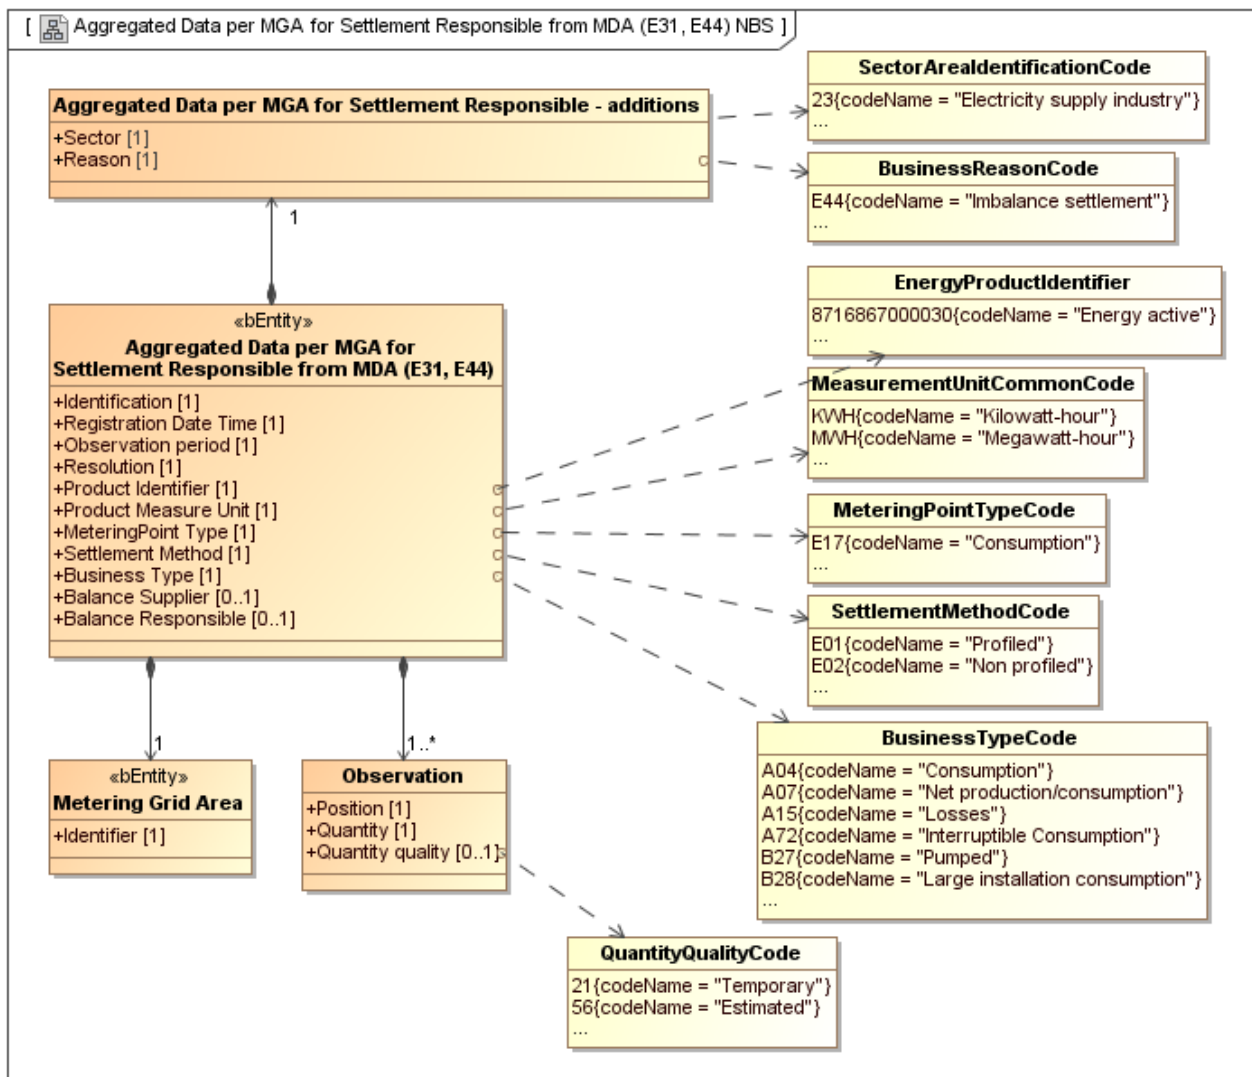 [ Aggregated Data per MGA for Settlement Responsible from MDA (E31, E44) NBS ]
Aggregated Data per MGA for Settlement Responsible - additions
+Sector [1]
+Reason [1]
SectorAreaIdentificationCode
23{codeName = "Electricity supply industry"}
...
BusinessReasonCode
E44{codeName = "Imbalance settlement"}
...
1
«bEntity»
Aggregated Data per MGA for
Settlement Responsible from MDA (E31, E44)
+Identification [1]
+Registration Date Time [1]
+Observation period [1]
+Resolution [1]
+Product Identifier [1]
+Product Measure Unit [1]
+MeteringPoint Type [1]
+Settlement Method [1]
+Business Type [1]
+Balance Supplier [0..1]
+Balance Responsible [0..1]
EnergyProductIdentifier
8716867000030{codeName = "Energy active"}
...
MeasurementUnitCommonCode
KWH{codeName = "Kilowatt-hour"}
MWH{codeName = "Megawatt-hour"}
...
MeteringPointTypeCode
E17{codeName = "Consumption"}
...
SettlementMethodCode
E01{codeName = "Profiled"}
E02{codeName = "Non profiled"}
...
BusinessTypeCode
A04{codeName = "Consumption"}
A07{codeName = "Net production/consumption"}
A15{codeName = "Losses"}
A72{codeName = "Interruptible Consumption"}
B27{codeName = "Pumped"}
B28{codeName = "Large installation consumption"}
...
1
1..*
«bEntity»
Metering Grid Area
+Identifier [1]
Observation
+Position [1]
+Quantity [1]
+Quantity quality [0..1]
QuantityQualityCode
21{codeName = "Temporary"}
56{codeName = "Estimated"}
...